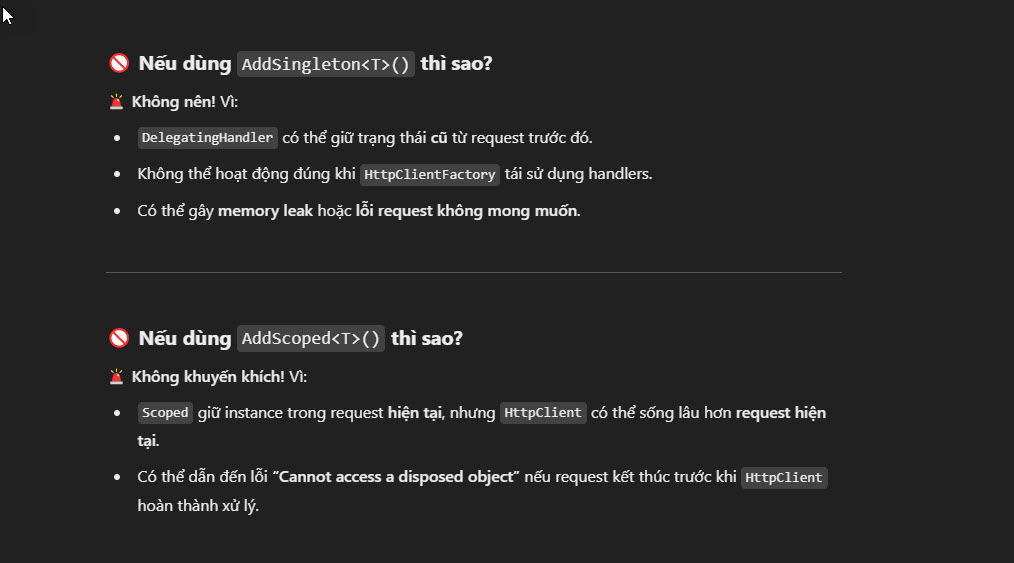 🚫 Nếu dùng AddSingleton<T>() thì sao?
🚨 Không nên! Vì:
• DelegatingHandler có thể giữ trạng thái cũ từ request trước đó.
• Không thể hoạt động đúng khi HttpClientFactory tái sử dụng handlers.
• Có thể gây memory leak hoặc lỗi request không mong muốn.
🚫 Nếu dùng AddScoped<T>() thì sao?
🚨 Không khuyến khích! Vì:
• Scoped giữ instance trong request hiện tại, nhưng HttpClient có thể sống lâu hơn request hiện
tại.
• Có thể dẫn đến lỗi “Cannot access a disposed object” nếu request kết thúc trước khi HttpClient
hoàn thành xử lý.